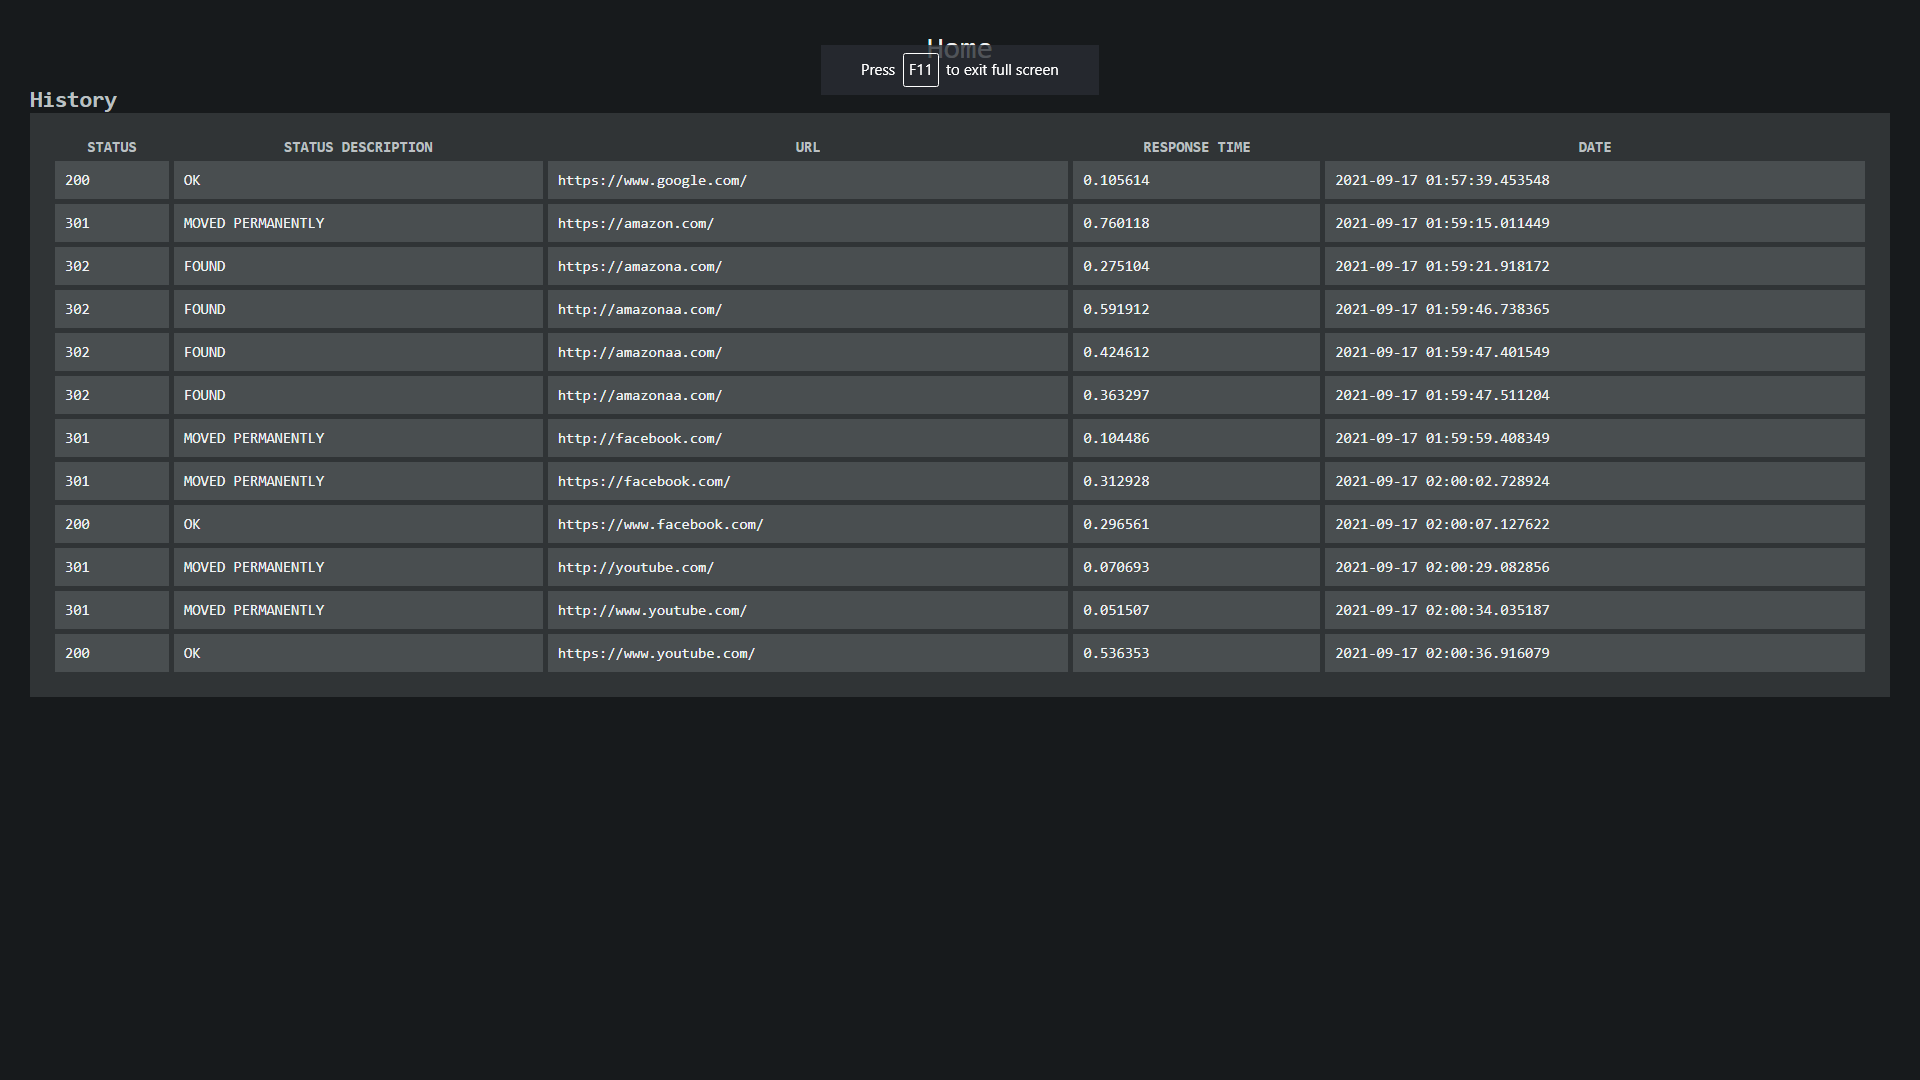 Home
Press F11 to exit full screen
History
STATUS STATUS DESCRIPTION URL RESPONSE TIME DATE
200 OK https://www.google.com/ 0.105614 2021-09-17 01:57:39.453548
301 MOVED PERMANENTLY https://amazon.com/ 0.760118 2021-09-17 01:59:15.011449
302 FOUND https://amazona.com/ 0.275104 2021-09-17 01:59:21.918172
302 FOUND http://amazonaa.com/ 0.591912 2021-09-17 01:59:46.738365
302 FOUND http://amazonaa.com/ 0.424612 2021-09-17 01:59:47.401549
302 FOUND http://amazonaa.com/ 0.363297 2021-09-17 01:59:47.511204
301 MOVED PERMANENTLY http://facebook.com/ 0.104486 2021-09-17 01:59:59.408349
301 MOVED PERMANENTLY https://facebook.com/ 0.312928 2021-09-17 02:00:02.728924
200 OK https://www.facebook.com/ 0.296561 2021-09-17 02:00:07.127622
301 MOVED PERMANENTLY http://youtube.com/ 0.070693 2021-09-17 02:00:29.082856
301 MOVED PERMANENTLY http://www.youtube.com/ 0.051507 2021-09-17 02:00:34.035187
200 OK https://www.youtube.com/ 0.536353 2021-09-17 02:00:36.916079